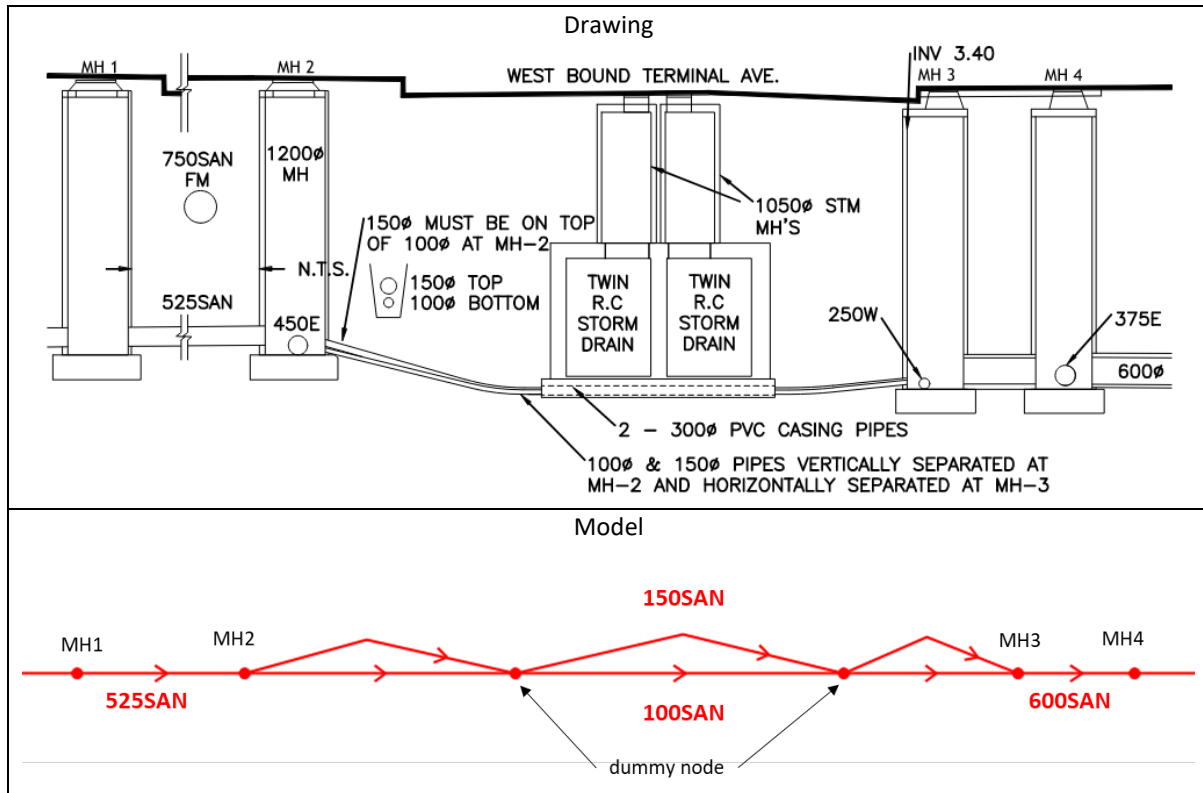 Drawing
INV 3.40
MH 1
MH 2
WEST BOUND TERMINAL AVE.
MH 3
MH 4
750SAN
FM
1200ø
MH
150ø MUST BE ON TOP
OF 100ø AT MH-2
1050ø STM
MH'S
N.T.S.
150ø TOP
100ø BOTTOM
TWIN
R.C
STORM
DRAIN
TWIN
R.C
STORM
DRAIN
525SAN
450E
250W
375E
600ø
2 - 300ø PVC CASING PIPES
100ø & 150ø PIPES VERTICALLY SEPARATED AT
MH-2 AND HORIZONTALLY SEPARATED AT MH-3
Model
150SAN
MH1
MH2
MH3
MH4
525SAN
100SAN
600SAN
dummy node